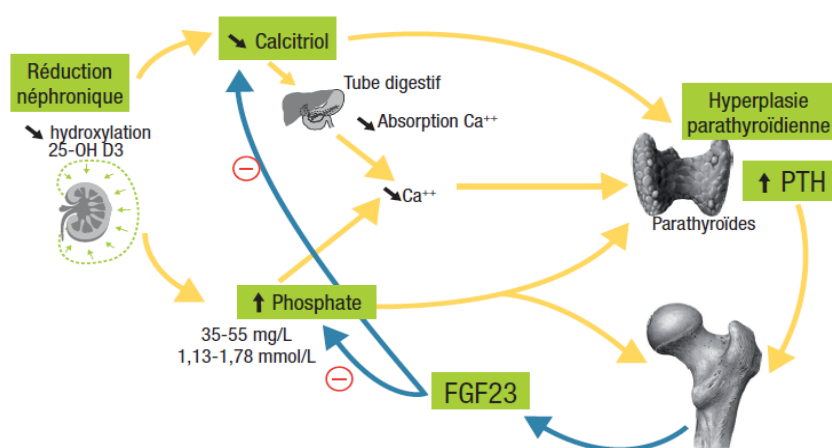 Réduction
néphronique
➘ hydroxylation
25-OH D3
➘ Calcitriol
Tube digestif
➘ Absorption Ca⁺⁺
➘Ca⁺⁺
⬆ Phosphate
35-55 mg/L
1,13-1,78 mmol/L
Hyperplasie
parathyroïdienne
⬆ PTH
Parathyroïdes
FGF23